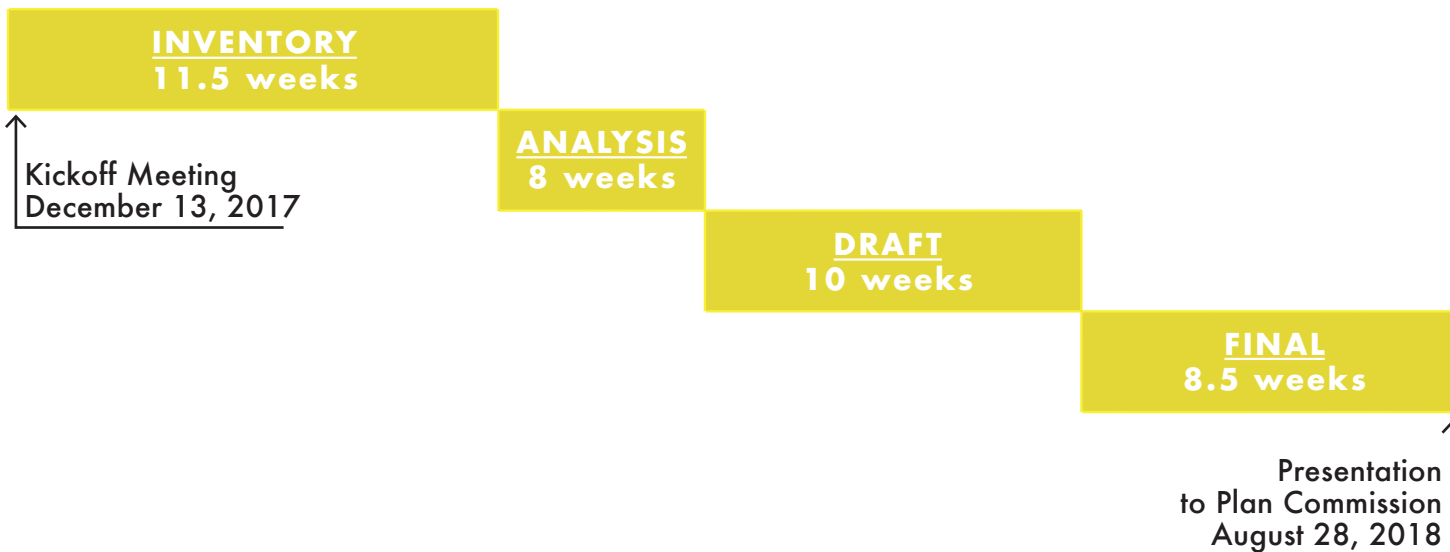 INVENTORY
11.5 weeks
Kickoff Meeting
December 13, 2017
ANALYSIS
8 weeks
DRAFT
10 weeks
FINAL
8.5 weeks
Presentation
to Plan Commission
August 28, 2018